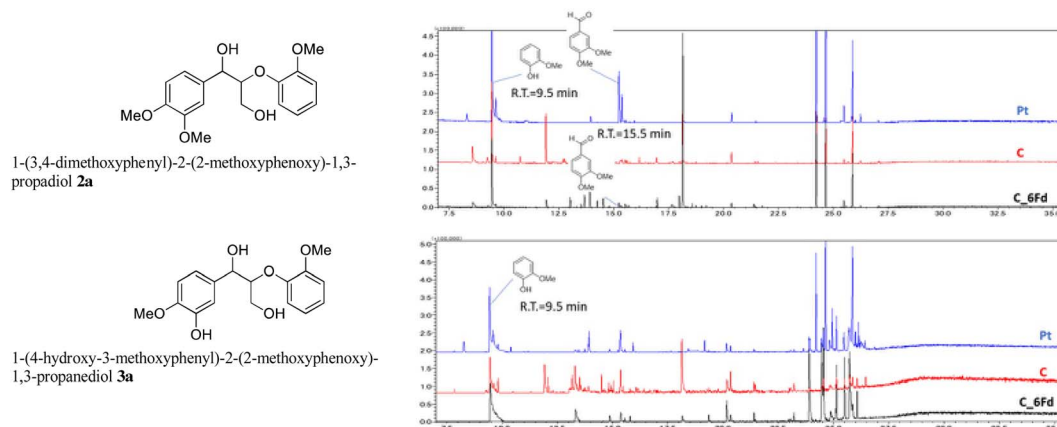 OH
OMe
O
MeO
HO
OMe
1-(3,4-dimethoxyphenyl)-2-(2-methoxyphenoxy)-1,3-
propadiol 2a
OH
OMe
O
MeO
OH
OH
1-(4-hydroxy-3-methoxyphenyl)-2-(2-methoxyphenoxy)-
1,3-propanediol 3a
4.5
4.0
3.5
3.0
2.5
2.0
1.5
1.0
0.5
0.0
O
OMe
OMe
OMe
OH
R.T.=9.5 min
R.T.=15.5 min
O
OMe
OMe
Pt
C
C_6Fd
7.5 10.0 12.5 15.0 17.5 20.0 22.5 25.0 27.5 30.0 32.5 35
5.0
4.5
4.0
3.5
3.0
2.5
2.0
1.5
1.0
0.5
0.0
OMe
OH
R.T.=9.5 min
Pt
C
C_6Fd